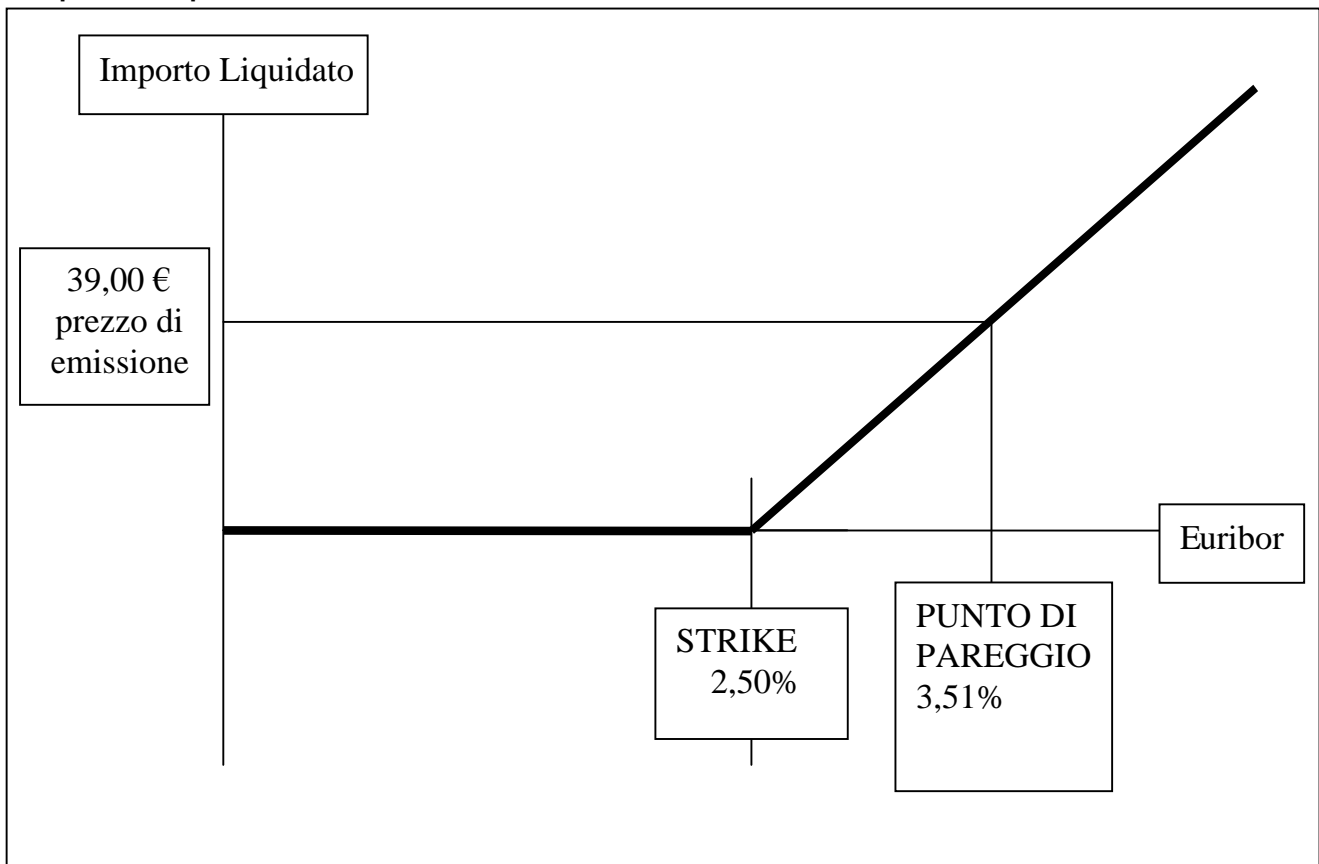 Importo Liquidato
39,00 €
prezzo di
emissione
Euribor
STRIKE
2,50%
PUNTO DI
PAREGGIO
3,51%